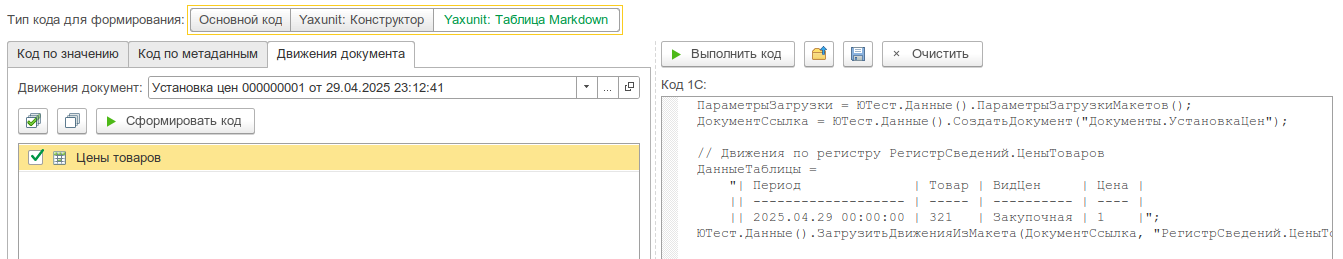 Тип кода для формирования: Основной код Yaxunit: Конструктор Yaxunit: Таблица Markdown
Код по значению Код по метаданным Движения документа
Движения документ: Установка цен 000000001 от 29.04.2025 23:12:41 ...
Сформировать код
Цены товаров
Выполнить код × Очистить
Код 1С:
ПараметрыЗагрузки = ЮТест.Данные().ПараметрыЗагрузкиМакетов();
ДокументСсылка = ЮТест.Данные().СоздатьДокумент("Документы.УстановкаЦен");
// Движения по регистру РегистрСведений.ЦеныТоваров
ДанныеТаблицы =
"| Период | Товар | ВидЦен | Цена |
|| ------------------- | ----- | ---------- | ---- |
|| 2025.04.29 00:00:00 | 321 | Закупочная | 1 |";
ЮТест.Данные().ЗагрузитьДвиженияИзМакета(ДокументСсылка, "РегистрСведений.ЦеныТо